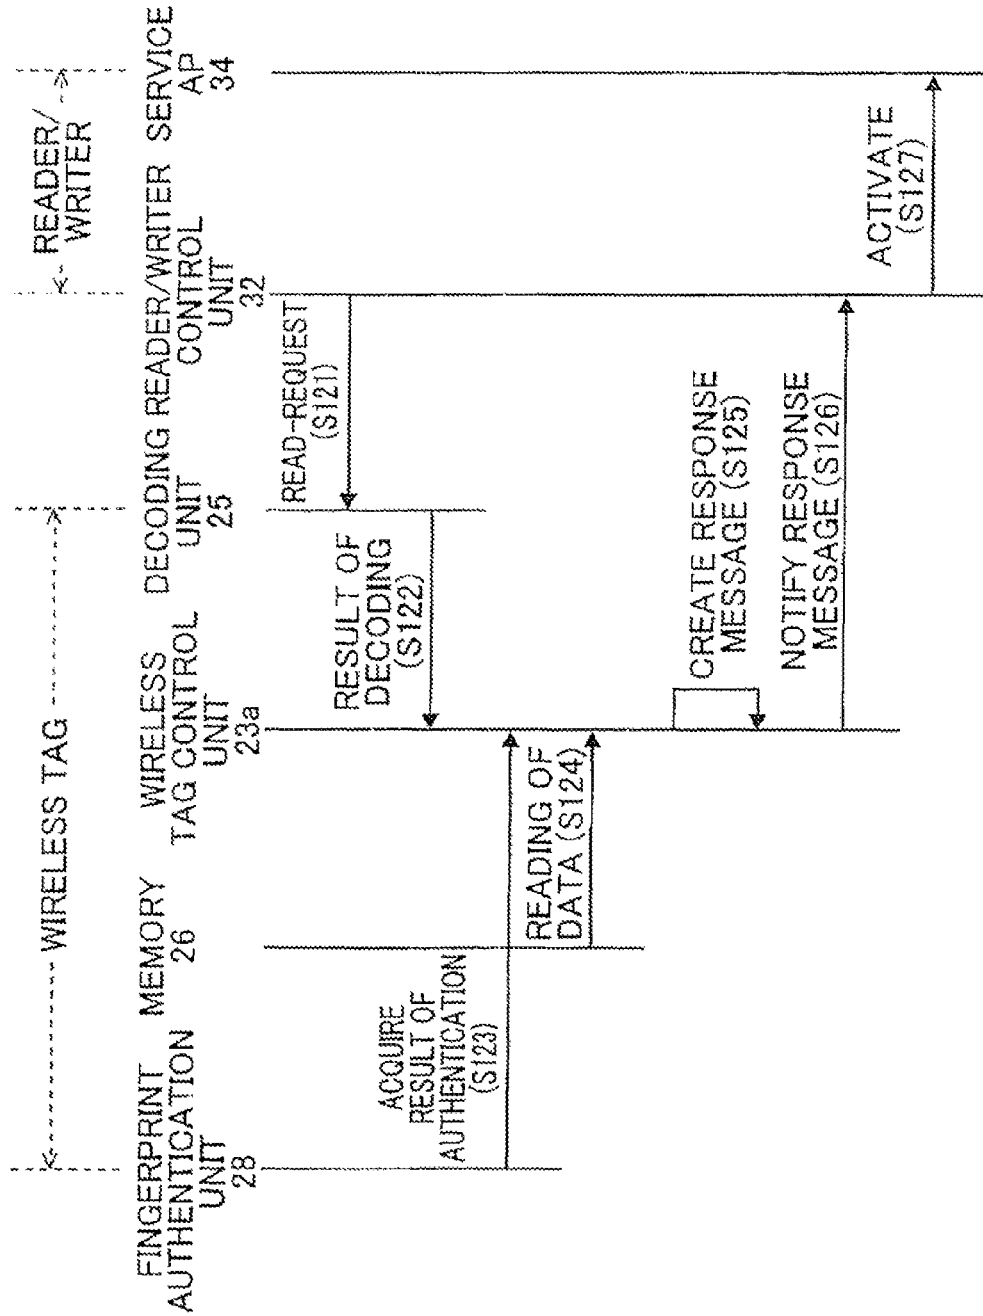 WIRELESS TAG
READER/
WRITER
FINGERPRINT
AUTHENTICATION
UNIT
28
MEMORY
26
WIRELESS
TAG CONTROL
UNIT
23a
DECODING
UNIT
25
READER/WRITER
CONTROL
UNIT
32
SERVICE
AP
34
READ-REQUEST
(S121)
RESULT OF
DECODING
(S122)
ACQUIRE
RESULT OF
AUTHENTICATION
(S123)
READING OF
DATA (S124)
CREATE RESPONSE
MESSAGE (S125)
NOTIFY RESPONSE
MESSAGE (S126)
ACTIVATE
(S127)